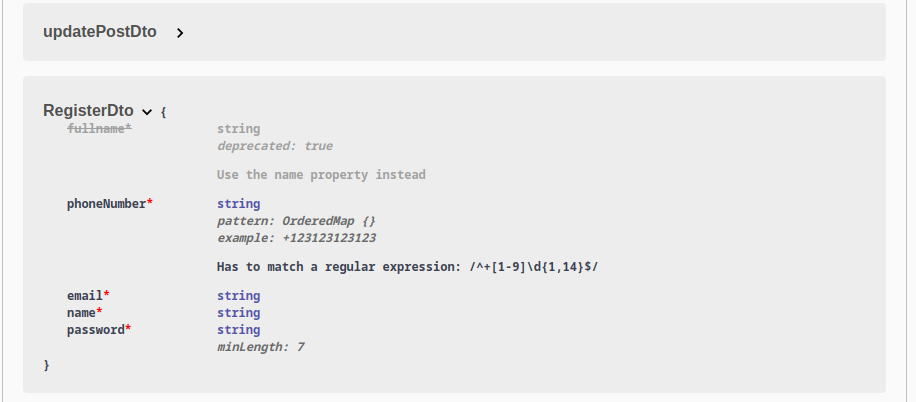 updatePostDto
RegisterDto {
fullname* string
deprecated: true
Use the name property instead
phoneNumber* string
pattern: OrderedMap {}
example: +123123123123
Has to match a regular expression: /^+[1-9]\d{1,14}$/
email* string
name* string
password* string
minLength: 7
}